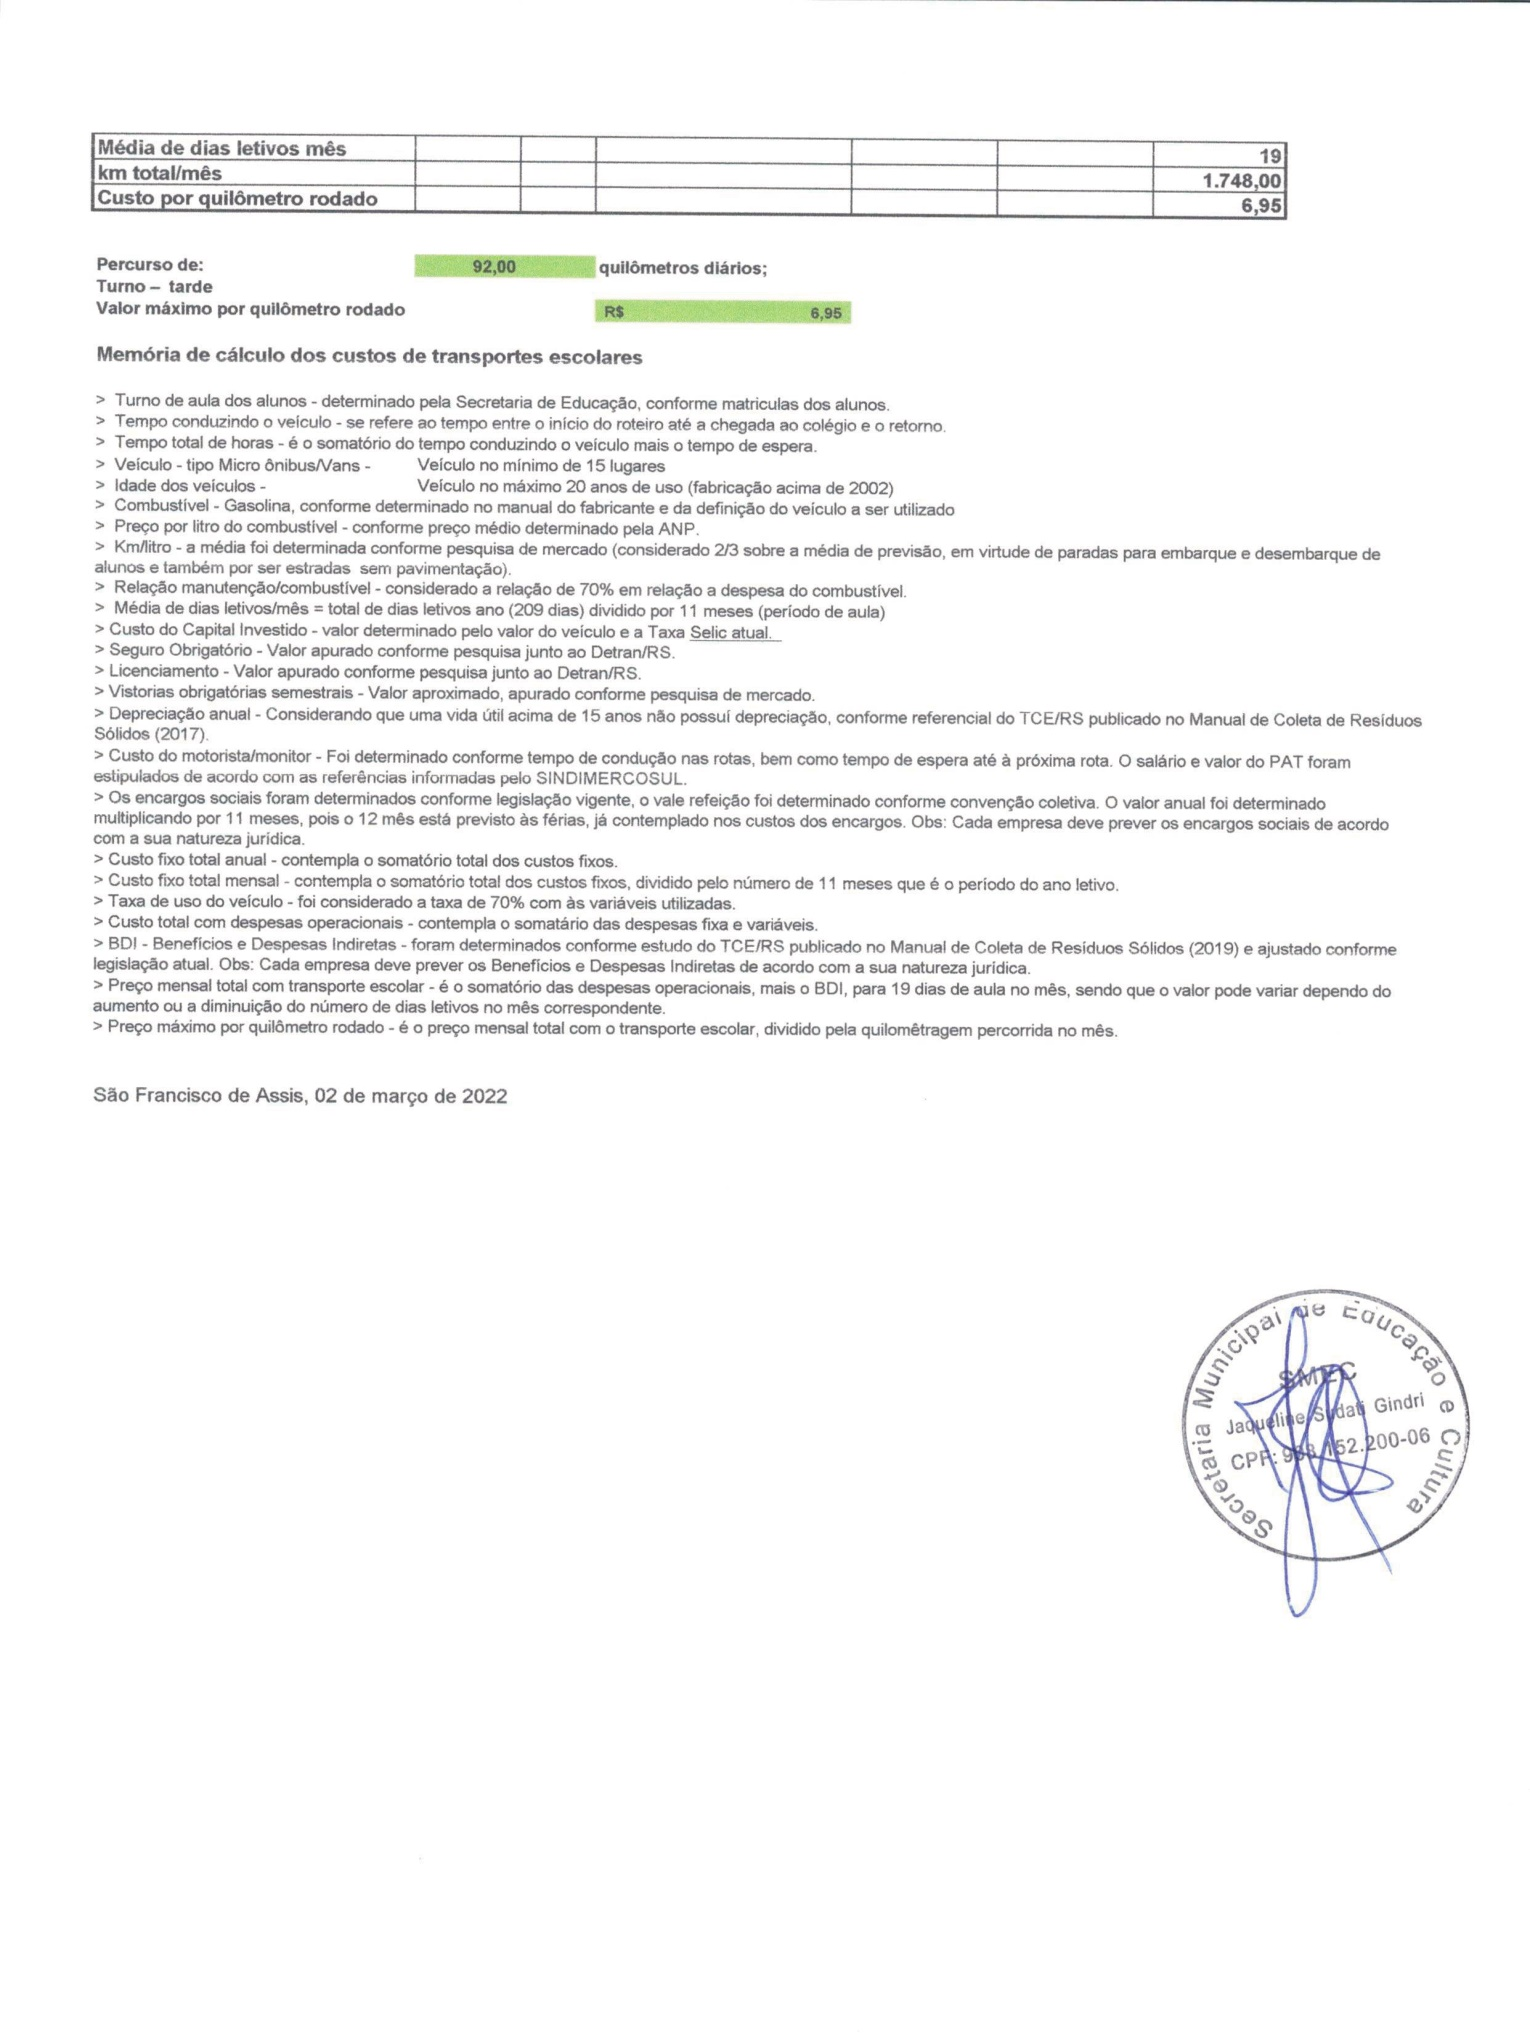 Média de dias letivos mês 19
km total/mês 1.748,00
Custo por quilômetro rodado 6,95
Percurso de: 92,00 quilômetros diários;
Turno – tarde
Valor máximo por quilômetro rodado R$ 6,95
Memória de cálculo dos custos de transportes escolares
> Turno de aula dos alunos - determinado pela Secretaria de Educação, conforme matriculas dos alunos.
> Tempo conduzindo o veículo - se refere ao tempo entre o início do roteiro até a chegada ao colégio e o retorno.
> Tempo total de horas - é o somatório do tempo conduzindo o veículo mais o tempo de espera.
> Veículo - tipo Micro ônibus/Vans - Veículo no mínimo de 15 lugares
> Idade dos veículos - Veículo no máximo 20 anos de uso (fabricação acima de 2002)
> Combustível - Gasolina, conforme determinado no manual do fabricante e da definição do veículo a ser utilizado
> Preço por litro do combustível - conforme preço médio determinado pela ANP.
> Km/litro - a média foi determinada conforme pesquisa de mercado (considerado 2/3 sobre a média de previsão, em virtude de paradas para embarque e desembarque de
alunos e também por ser estradas sem pavimentação).
> Relação manutenção/combustível - considerado a relação de 70% em relação a despesa do combustível.
> Média de dias letivos/mês = total de dias letivos ano (209 dias) dividido por 11 meses (período de aula)
> Custo do Capital Investido - valor determinado pelo valor do veículo e a Taxa Selic atual.
> Seguro Obrigatório - Valor apurado conforme pesquisa junto ao Detran/RS.
> Licenciamento - Valor apurado conforme pesquisa junto ao Detran/RS.
> Vistorias obrigatórias semestrais - Valor aproximado, apurado conforme pesquisa de mercado.
> Depreciação anual - Considerando que uma vida útil acima de 15 anos não possuí depreciação, conforme referencial do TCE/RS publicado no Manual de Coleta de Resíduos
Sólidos (2017).
> Custo do motorista/monitor - Foi determinado conforme tempo de condução nas rotas, bem como tempo de espera até à próxima rota. O salário e valor do PAT foram
estipulados de acordo com as referências informadas pelo SINDIMERCOSUL.
> Os encargos sociais foram determinados conforme legislação vigente, o vale refeição foi determinado conforme convenção coletiva. O valor anual foi determinado
multiplicando por 11 meses, pois o 12 mês está previsto às férias, já contemplado nos custos dos encargos. Obs: Cada empresa deve prever os encargos sociais de acordo
com a sua natureza jurídica.
> Custo fixo total anual - contempla o somatório total dos custos fixos.
> Custo fixo total mensal - contempla o somatório total dos custos fixos, dividido pelo número de 11 meses que é o período do ano letivo.
> Taxa de uso do veículo - foi considerado a taxa de 70% com às variáveis utilizadas.
> Custo total com despesas operacionais - contempla o somatário das despesas fixa e variáveis.
> BDI - Benefícios e Despesas Indiretas - foram determinados conforme estudo do TCE/RS publicado no Manual de Coleta de Resíduos Sólidos (2019) e ajustado conforme
legislação atual. Obs: Cada empresa deve prever os Benefícios e Despesas Indiretas de acordo com a sua natureza jurídica.
> Preço mensal total com transporte escolar - é o somatório das despesas operacionais, mais o BDI, para 19 dias de aula no mês, sendo que o valor pode variar dependo do
aumento ou a diminuição do número de dias letivos no mês correspondente.
> Preço máximo por quilômetro rodado - é o preço mensal total com o transporte escolar, dividido pela quilomêtragem percorrida no mês.
São Francisco de Assis, 02 de março de 2022
Secretaria Municipal de Educação e Cultura
SMEC
Jaqueline Sudati Gindri
CPF: